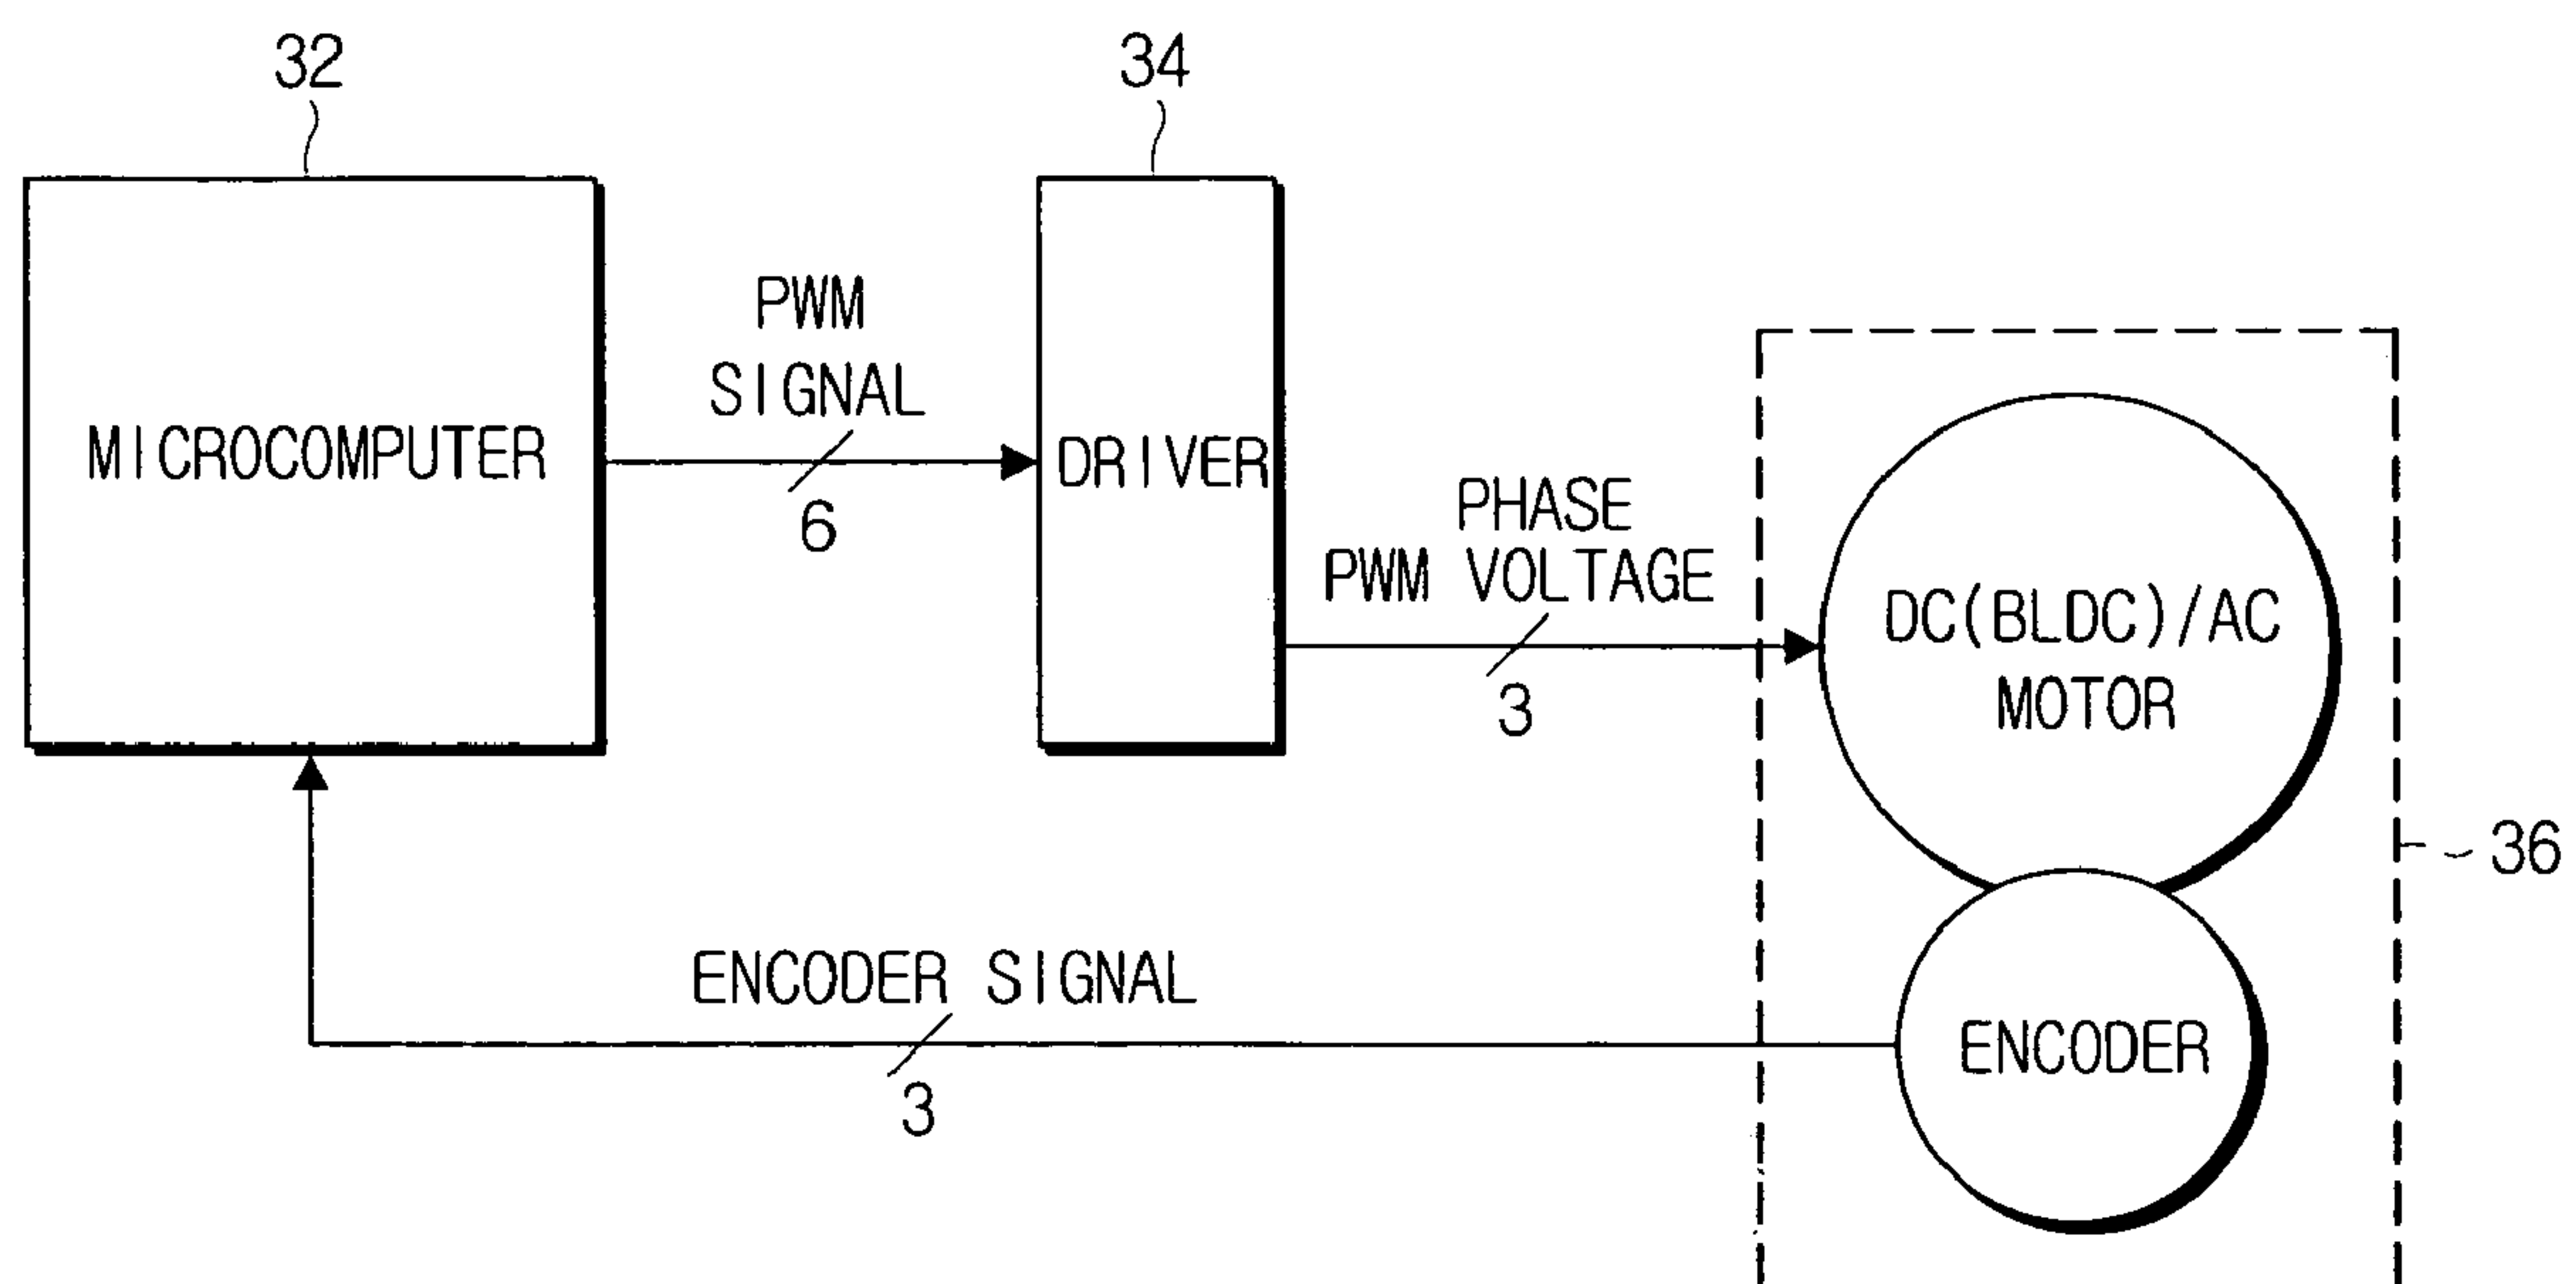 32
34
PWM
SIGNAL
MICROCOMPUTER
DRIVER
6
PHASE
PWM VOLTAGE
3
DC(BLDC)/AC
MOTOR
36
ENCODER SIGNAL
3
ENCODER